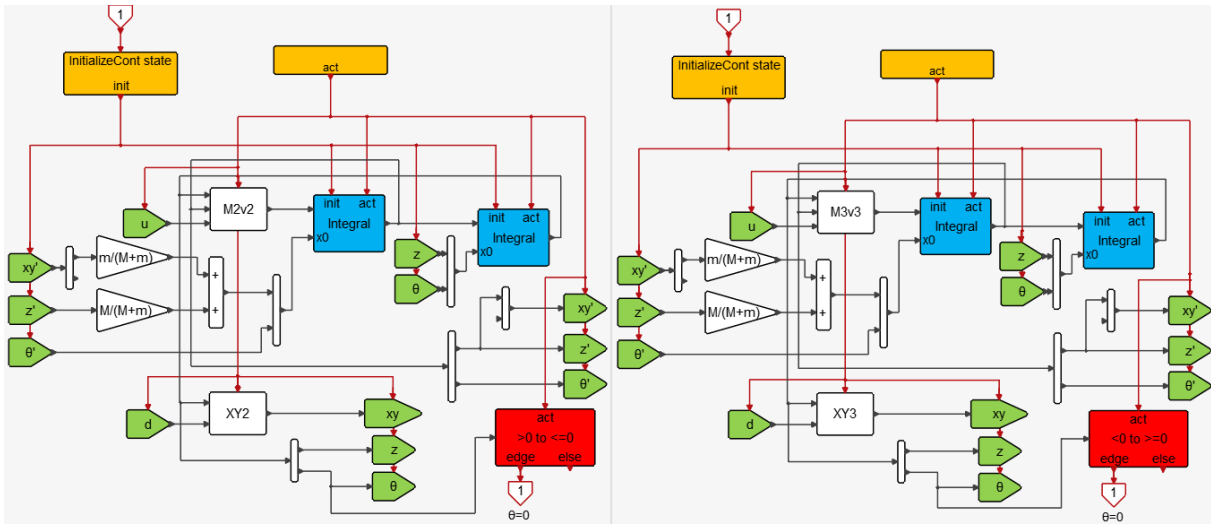 1
InitializeCont state
init
act
M2v2
init act
Integral
x0
init act
Integral
x0
u
z
θ
xy'
m/(M+m)
+
+
z'
M/(M+m)
θ'
xy'
z'
θ'
d
XY2
xy
z
θ
act
>0 to <=0
edge else
1
θ=0
1
InitializeCont state
init
act
M3v3
init act
Integral
x0
init act
Integral
x0
u
z
θ
xy'
m/(M+m)
+
+
z'
M/(M+m)
θ'
xy'
z'
θ'
d
XY3
xy
z
θ
act
<0 to >=0
edge else
1
θ=0